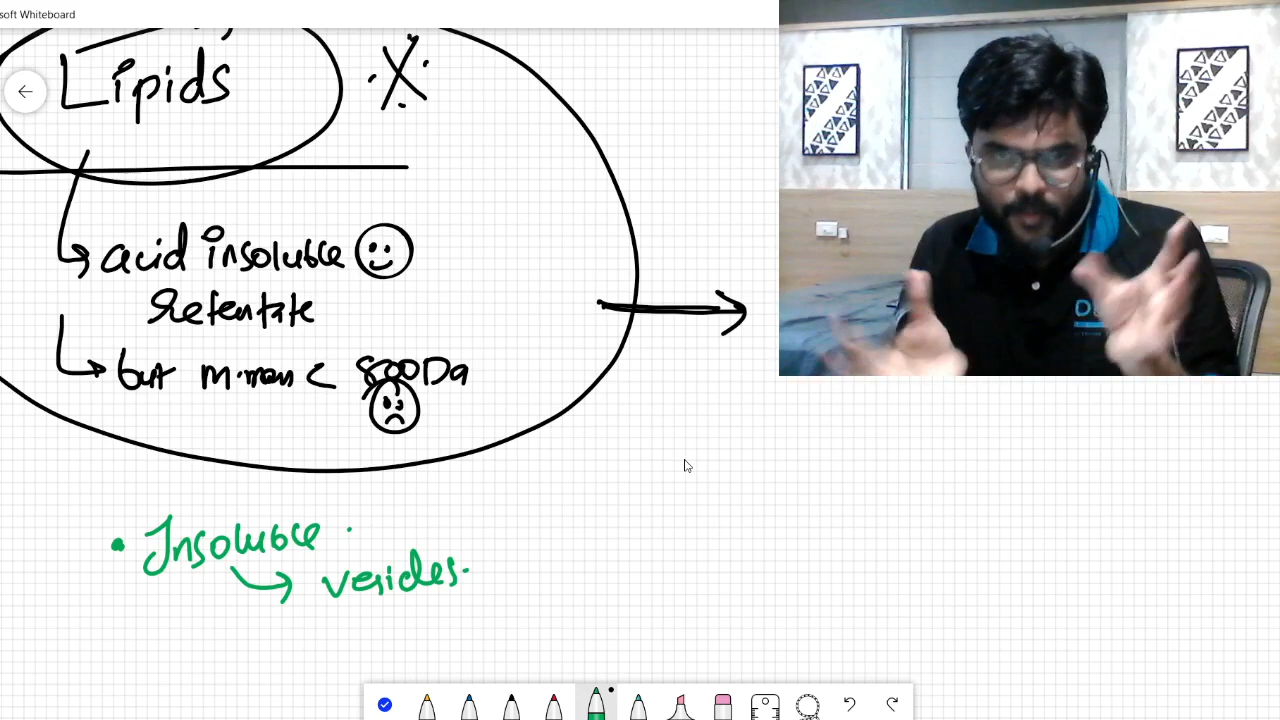 soft Whiteboard
Lipids
acid insoluble
Retentate
but m.mass < 800Da
• Insoluble
vesicles.